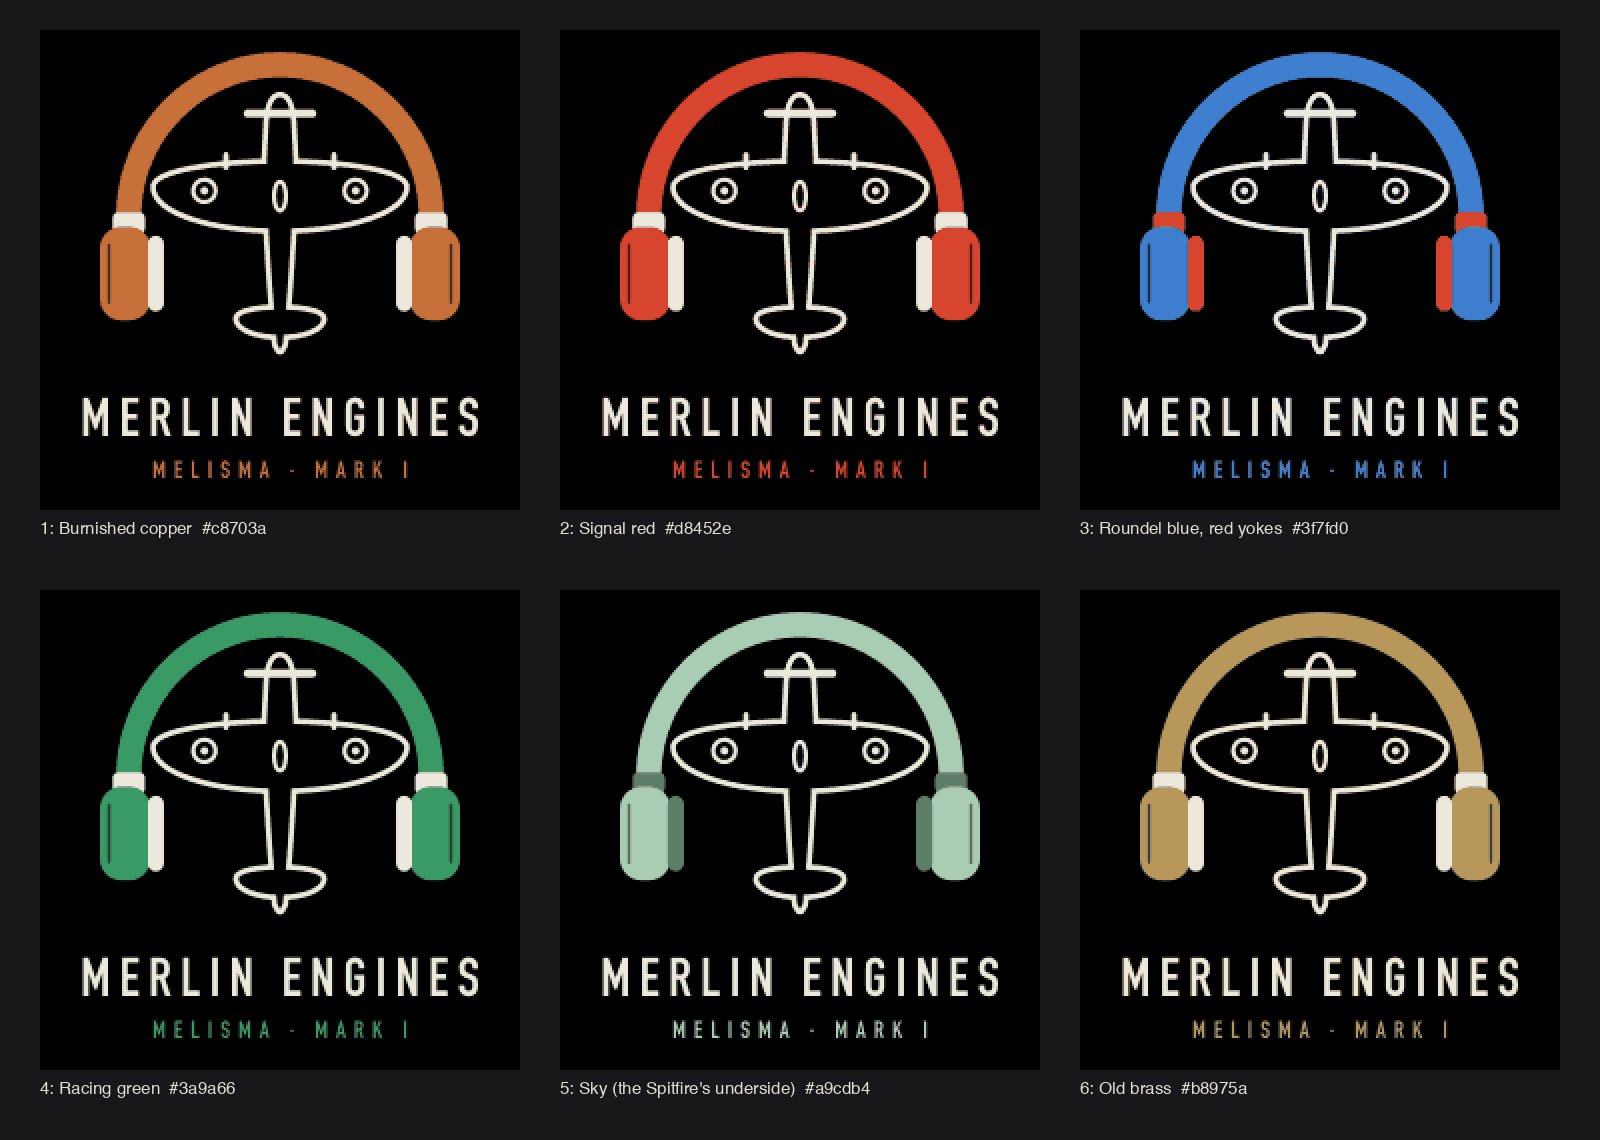 MERLIN ENGINES
MELISMA - MARK I
1: Burnished copper #c8703a
MERLIN ENGINES
MELISMA - MARK I
2: Signal red #d8452e
MERLIN ENGINES
MELISMA - MARK I
3: Roundel blue, red yokes #3f7fd0
MERLIN ENGINES
MELISMA - MARK I
4: Racing green #3a9a66
MERLIN ENGINES
MELISMA - MARK I
5: Sky (the Spitfire's underside) #a9cdb4
MERLIN ENGINES
MELISMA - MARK I
6: Old brass #b8975a